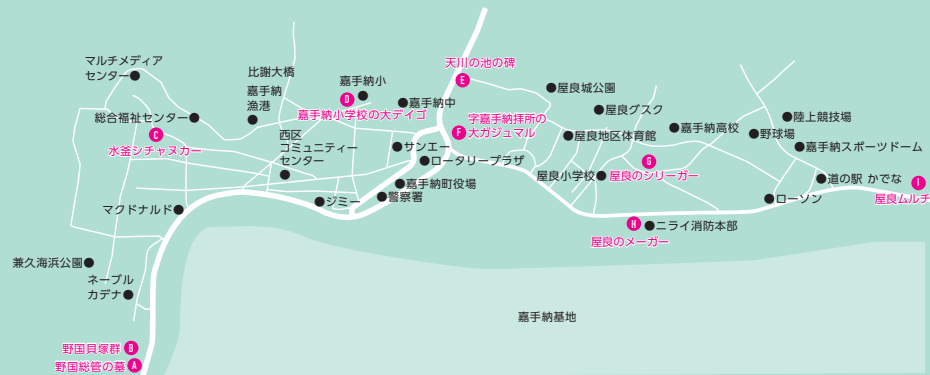 天川の池の碑
E
マルチメディア
センター
比謝大橋
嘉手納小
嘉手納
漁港
D
嘉手納中
嘉手納小学校の大デイゴ
屋良城公園
屋良グスク
総合福祉センター
C
水釜シチャヌカー
西区
コミュニティー
センター
F
字嘉手納拝所の
大ガジュマル
サンエー
ロータリープラザ
屋良地区体育館
嘉手納高校
陸上競技場
野球場
嘉手納スポーツドーム
G
屋良のシリーガー
屋良小学校
道の駅 かでな
I
屋良ムルチ
嘉手納町役場
警察署
ジミー
マクドナルド
ローソン
H
ニライ消防本部
屋良のメーガー
兼久海浜公園
ネーブル
カデナ
嘉手納基地
野国貝塚群
B
野国総管の墓
A